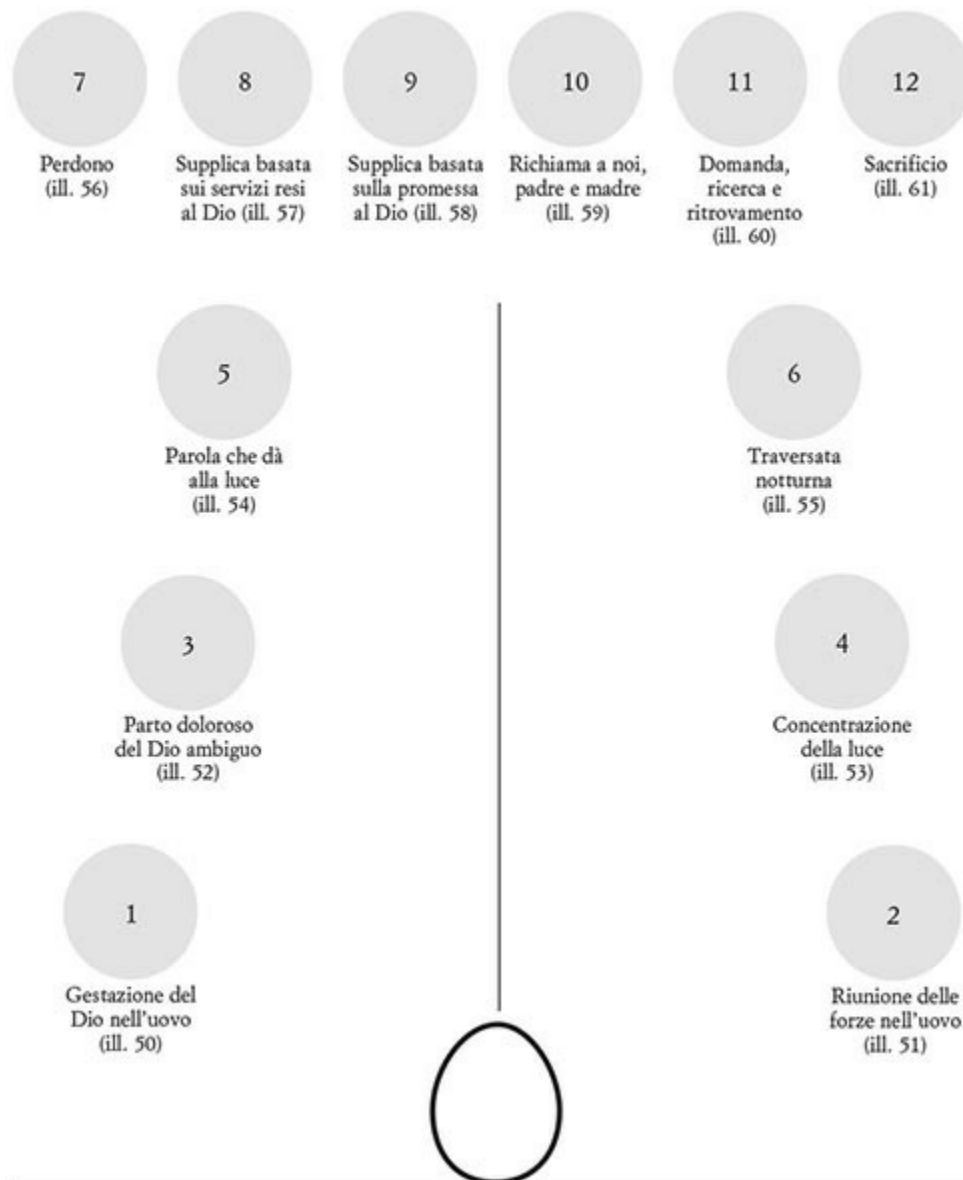 7
8
9
10
11
12
Perdono
(ill. 56)
Supplica basata
sui servizi resi
al Dio (ill. 57)
Supplica basata
sulla promessa
al Dio (ill. 58)
Richiama a noi,
padre e madre
(ill. 59)
Domanda,
ricerca e
ritrovamento
(ill. 60)
Sacrificio
(ill. 61)
5
Parola che dà
alla luce
(ill. 54)
6
Traversata
notturna
(ill. 55)
3
Parto doloroso
del Dio ambiguo
(ill. 52)
4
Concentrazione
della luce
(ill. 53)
1
Gestazione del
Dio nell'uovo
(ill. 50)
2
Riunione delle
forze nell'uovo
(ill. 51)